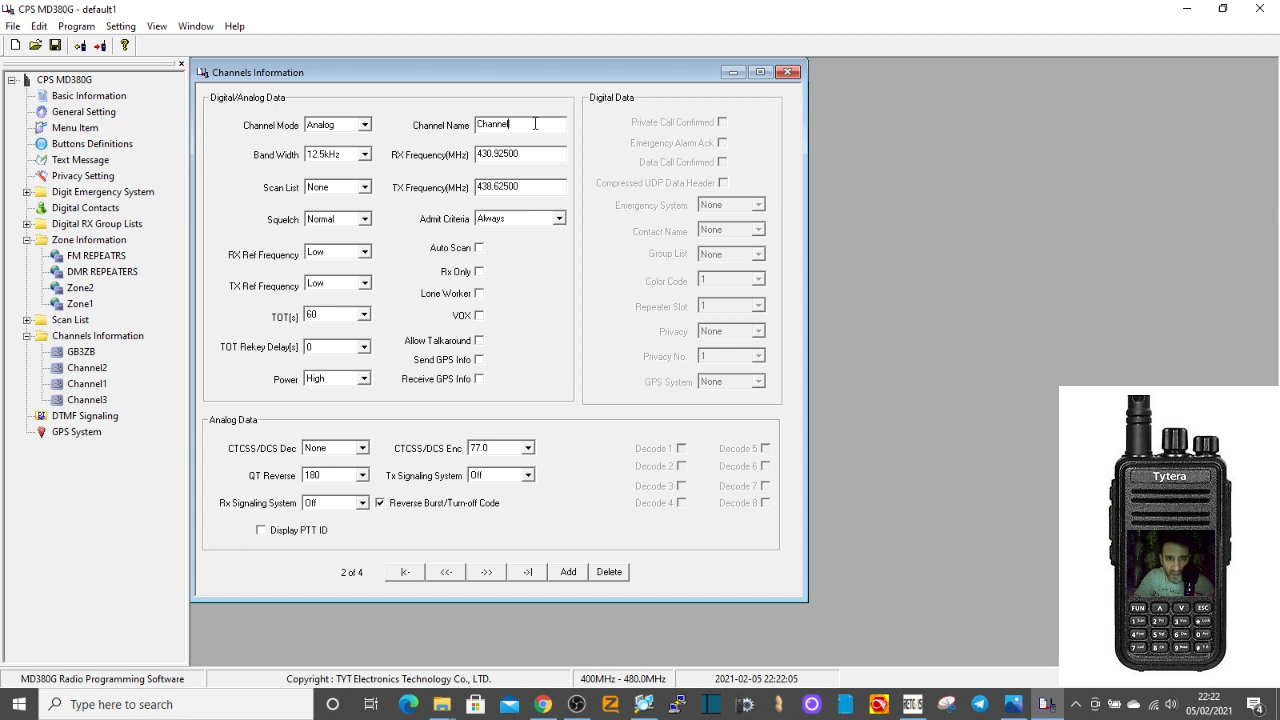 CPS MD380G - default1
File Edit Program Setting View Window Help
CPS MD380G
Basic Information
General Setting
Menu Item
Buttons Definitions
Text Message
Privacy Setting
Digit Emergency System
Digital Contacts
Digital RX Group Lists
Zone Information
FM REPEATRS
DMR REPEATERS
Zone2
Zone1
Scan List
Channels Information
GB3ZB
Channel2
Channel1
Channel3
DTMF Signaling
GPS System
Channels Information
Digital/Analog Data
Channel Mode Analog Channel Name Channel
Band Width 12.5kHz RX Frequency(MHz) 430.92500
Scan List None TX Frequency(MHz) 438.62500
Squelch Normal Admit Criteria Always
RX Ref Frequency Low Auto Scan
Rx Only
TX Ref Frequency Low Lone Worker
TOT[s] 60 VOX
TOT Rekey Delay[s] 0 Allow Talkaround
Send GPS Info
Power High Receive GPS Info
Digital Data
Private Call Confirmed
Emergency Alarm Ack
Data Call Confirmed
Compressed UDP Data Header
Emergency System None
Contact Name None
Group List None
Color Code 1
Repeater Slot 1
Privacy None
Privacy No. 1
GPS System None
Analog Data
CTCSS/DCS Dec None CTCSS/DCS Enc 77.0 Decode 1 Decode 5
QT Reverse 180 Tx Signaling System Decode 2 Decode 6
Decode 3 Decode 7
Rx Signaling System Off Reverse Burst/Turn-off Code Decode 4 Decode 8
Display PTT ID
2 of 4 |<- <<- ->> ->| Add Delete
Tytera
FUN ESC
MD380G Radio Programming Software Copyright : TYT Electronics Technology Co., LTD. 400MHz - 480.0MHz 2021-02-05 22:22:05
Type here to search
22:22
05/02/2021
4